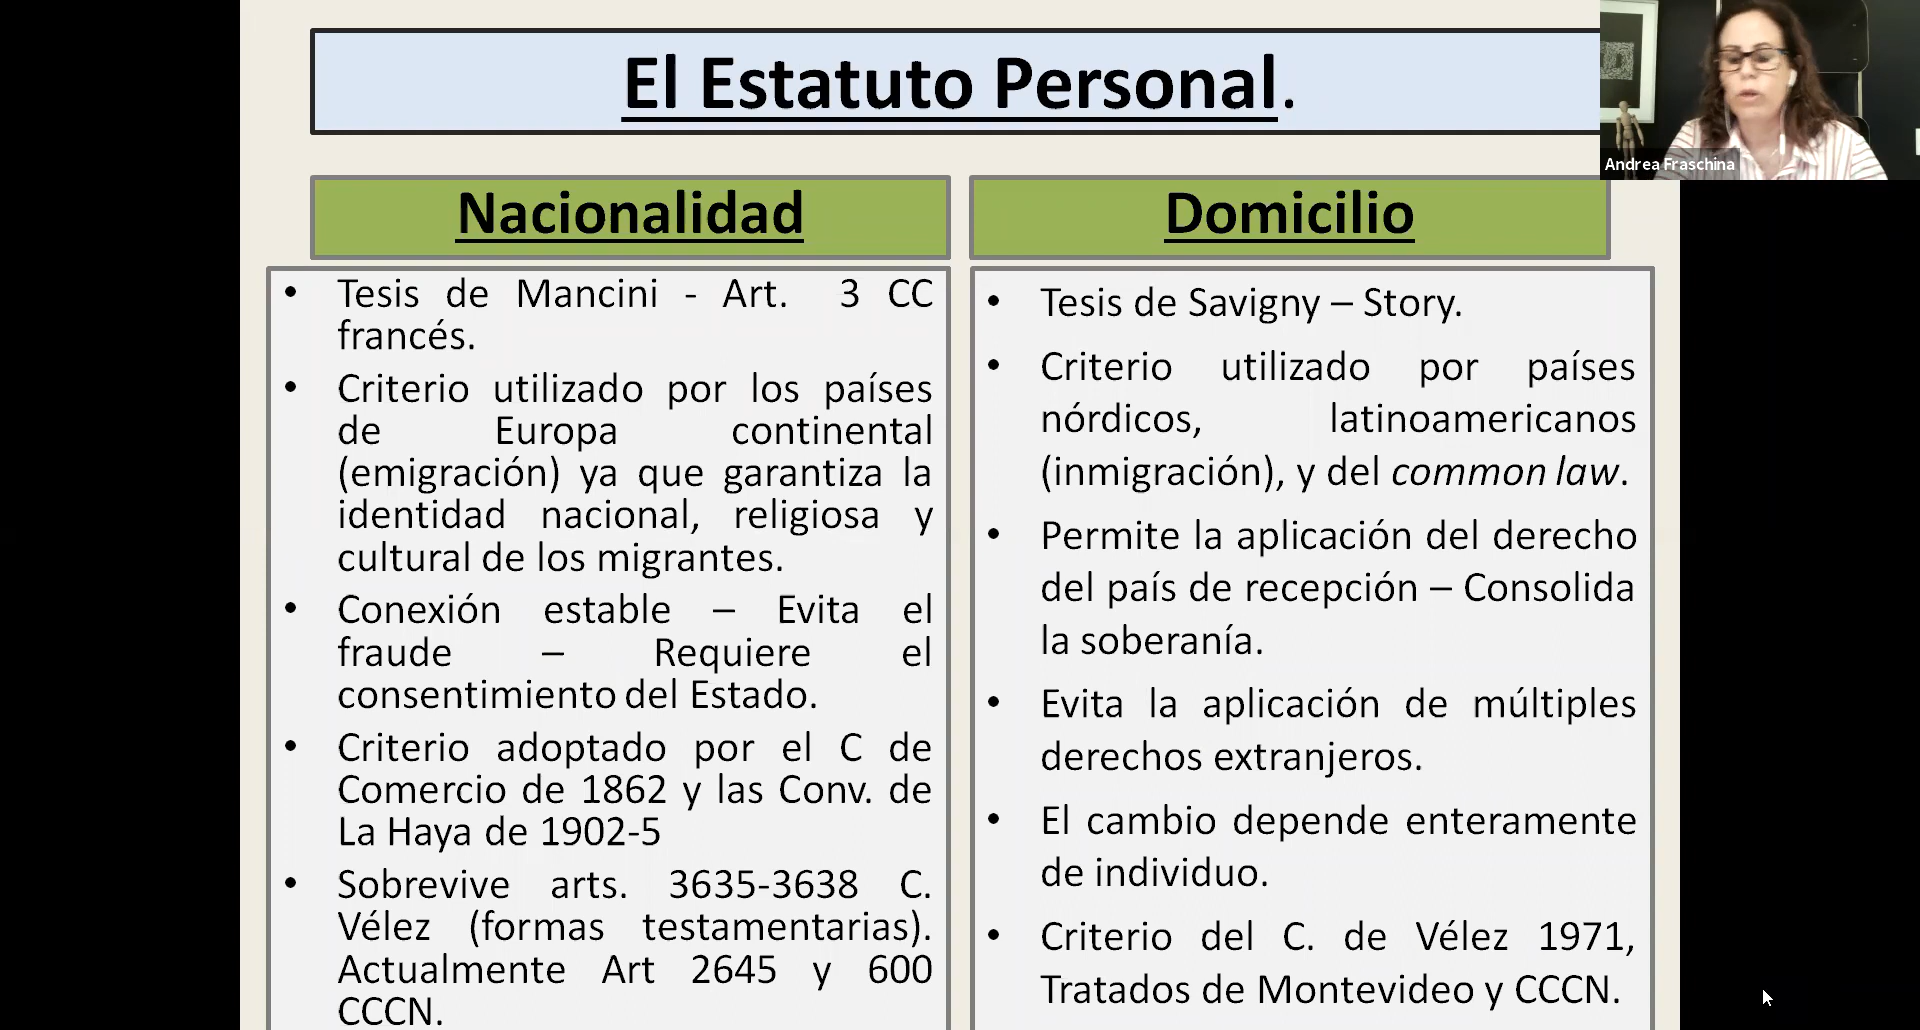 El Estatuto Personal.
Andrea Fraschina
Nacionalidad
• Tesis de Mancini - Art. 3 CC
francés.
• Criterio utilizado por los países
de Europa continental
(emigración) ya que garantiza la
identidad nacional, religiosa y
cultural de los migrantes.
• Conexión estable – Evita el
fraude – Requiere el
consentimiento del Estado.
• Criterio adoptado por el C de
Comercio de 1862 y las Conv. de
La Haya de 1902-5
• Sobrevive arts. 3635-3638 C.
Vélez (formas testamentarias).
Actualmente Art 2645 y 600
CCCN.
Domicilio
• Tesis de Savigny – Story.
• Criterio utilizado por países
nórdicos, latinoamericanos
(inmigración), y del common law.
• Permite la aplicación del derecho
del país de recepción – Consolida
la soberanía.
• Evita la aplicación de múltiples
derechos extranjeros.
• El cambio depende enteramente
de individuo.
• Criterio del C. de Vélez 1971,
Tratados de Montevideo y CCCN.